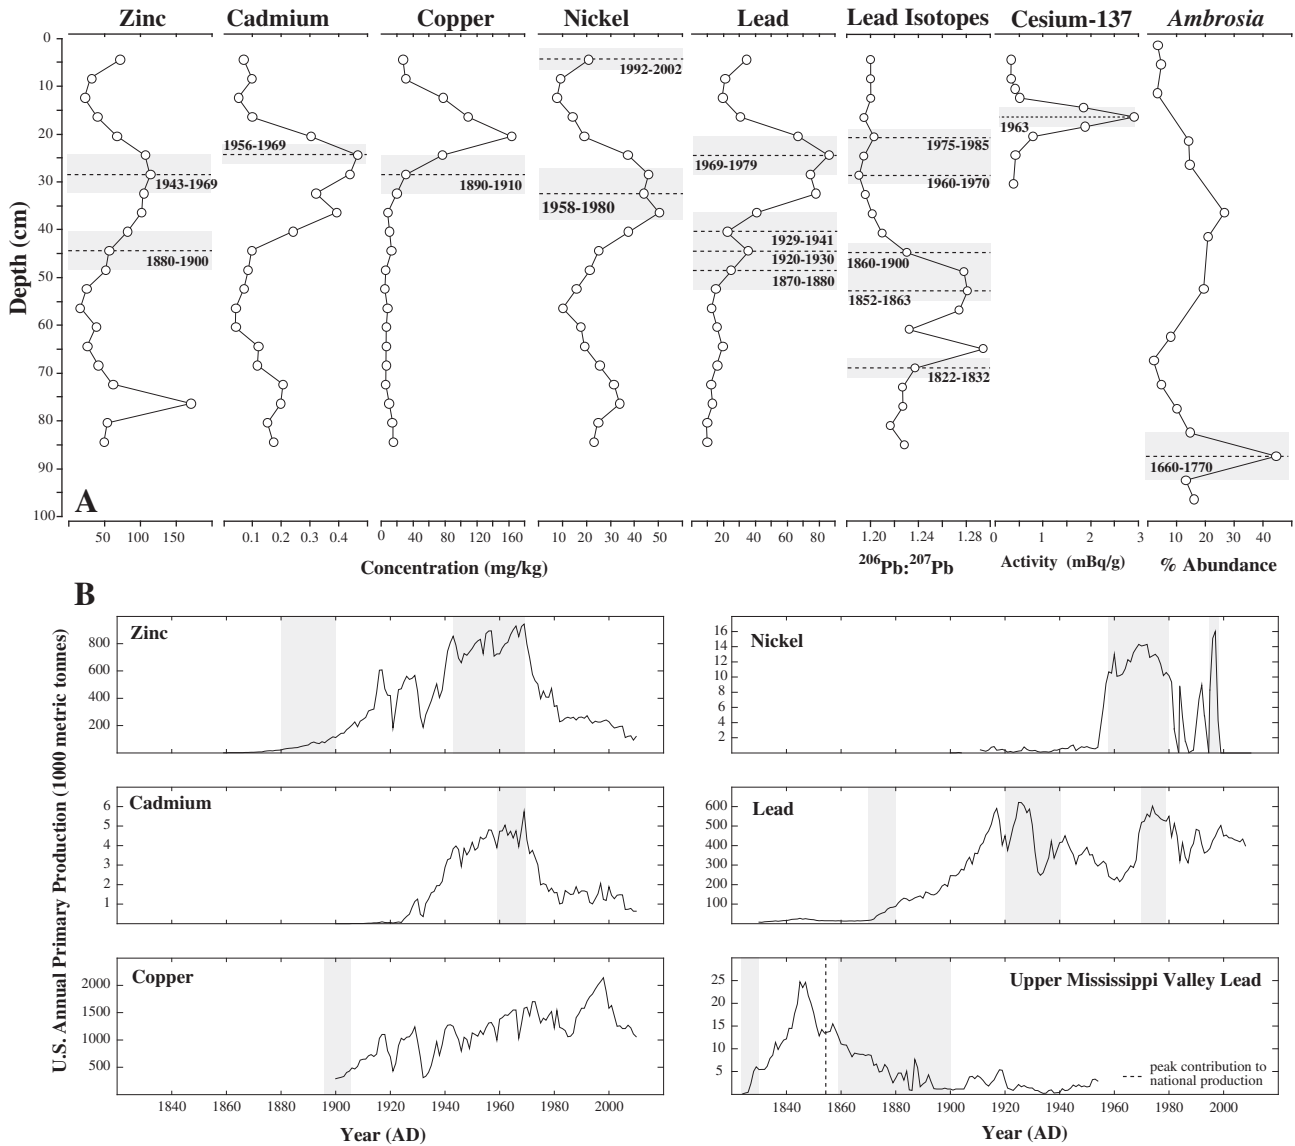 Zinc Cadmium Copper Nickel Lead Lead Isotopes Cesium-137 Ambrosia
Depth (cm)
0
10
20
30
40
50
60
70
80
90
100
1943-1969
1880-1900
1956-1969
1890-1910
1992-2002
1958-1980
1969-1979
1929-1941
1920-1930
1870-1880
1975-1985
1960-1970
1860-1900
1852-1863
1822-1832
1963
1660-1770
A
50 100 150
0.1 0.2 0.3 0.4
0 40 80 120 160
10 20 30 40 50
0 20 40 60 80
1.20 1.24 1.28
0 1 2 3
10 20 30 40
Concentration (mg/kg)
206Pb:207Pb
Activity (mBq/g)
% Abundance
B
U.S. Annual Primary Production (1000 metric tonnes)
Zinc
800
600
400
200
Cadmium
6
5
4
3
2
1
Copper
2000
1500
1000
500
1840 1860 1880 1900 1920 1940 1960 1980 2000
Year (AD)
Nickel
16
14
12
10
8
6
4
2
Lead
600
500
400
300
200
100
Upper Mississippi Valley Lead
25
20
15
10
5
peak contribution to
national production
1840 1860 1880 1900 1920 1940 1960 1980 2000
Year (AD)